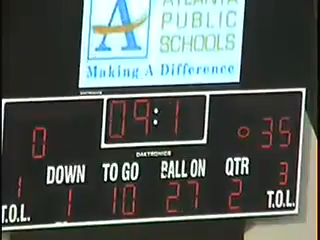 ATLANTA
PUBLIC
SCHOOLS
Making A Difference
09:1
0 35
DAKTRONICS
DOWN TO GO BALL ON QTR
1 1 10 27 2 3
T.O.L. T.O.L.